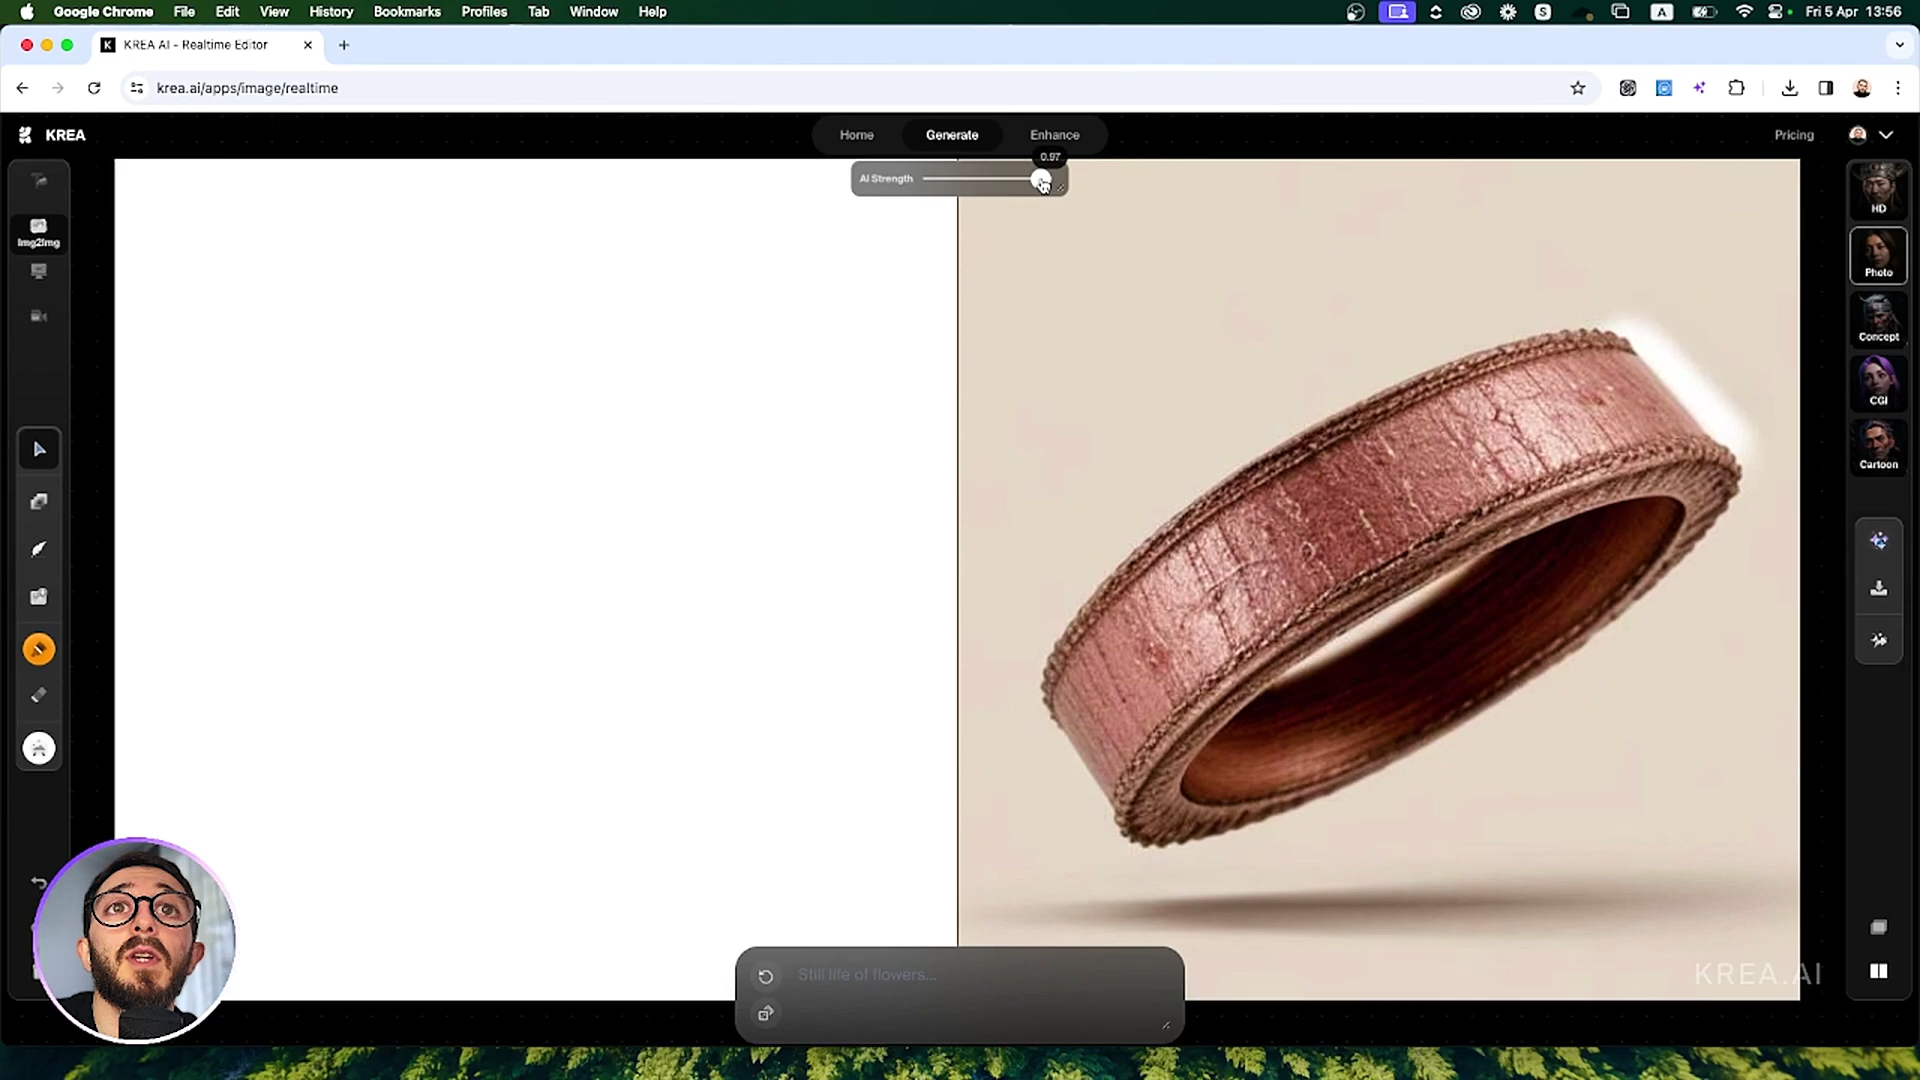 Google Chrome File Edit View History Bookmarks Profiles Tab Window Help
S A Fri 5 Apr 13:56
K KREA AI - Realtime Editor
krea.ai/apps/image/realtime
KREA
Home Generate Enhance
Pricing
0.97
AI Strength
Img2Img
HD
Photo
Concept
CGI
Cartoon
Still life of flowers...
KREA.AI